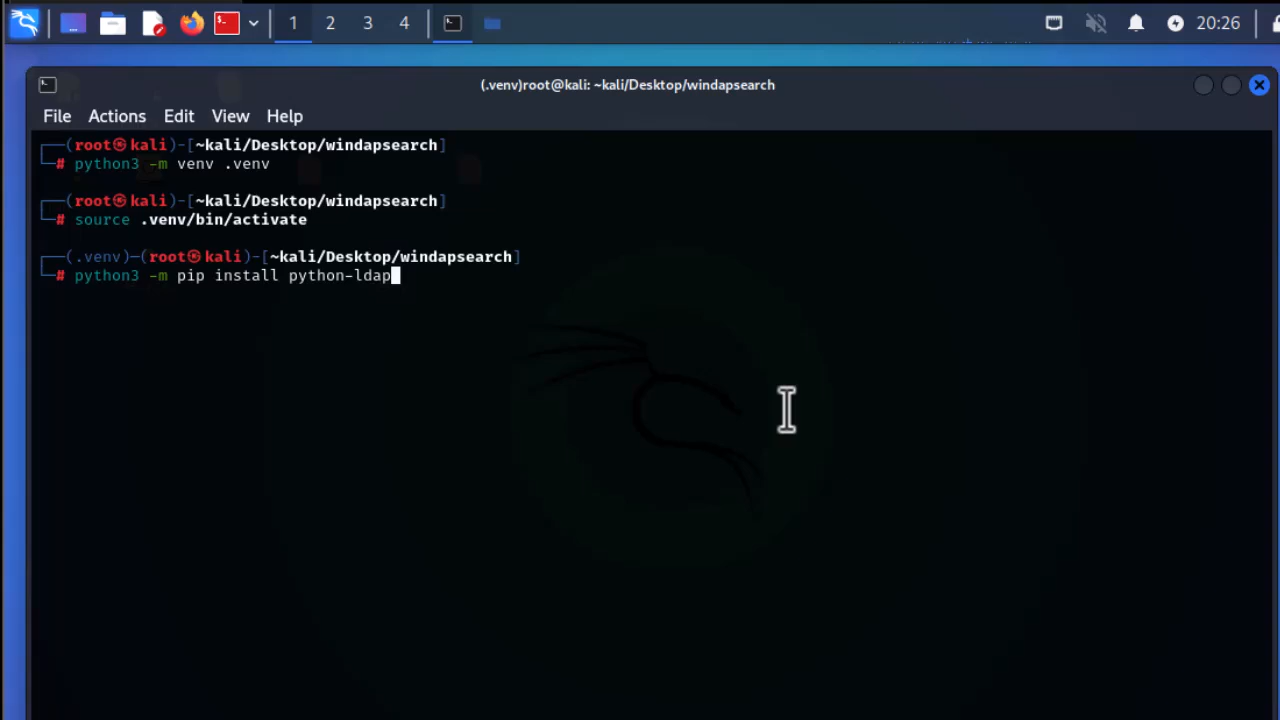 1 2 3 4 20:26
(.venv)root@kali: ~kali/Desktop/windapsearch
File Actions Edit View Help
┌──(root㉿kali)-[~kali/Desktop/windapsearch]
└─# python3 -m venv .venv
┌──(root㉿kali)-[~kali/Desktop/windapsearch]
└─# source .venv/bin/activate
┌──(.venv)─(root㉿kali)-[~kali/Desktop/windapsearch]
└─# python3 -m pip install python-ldap